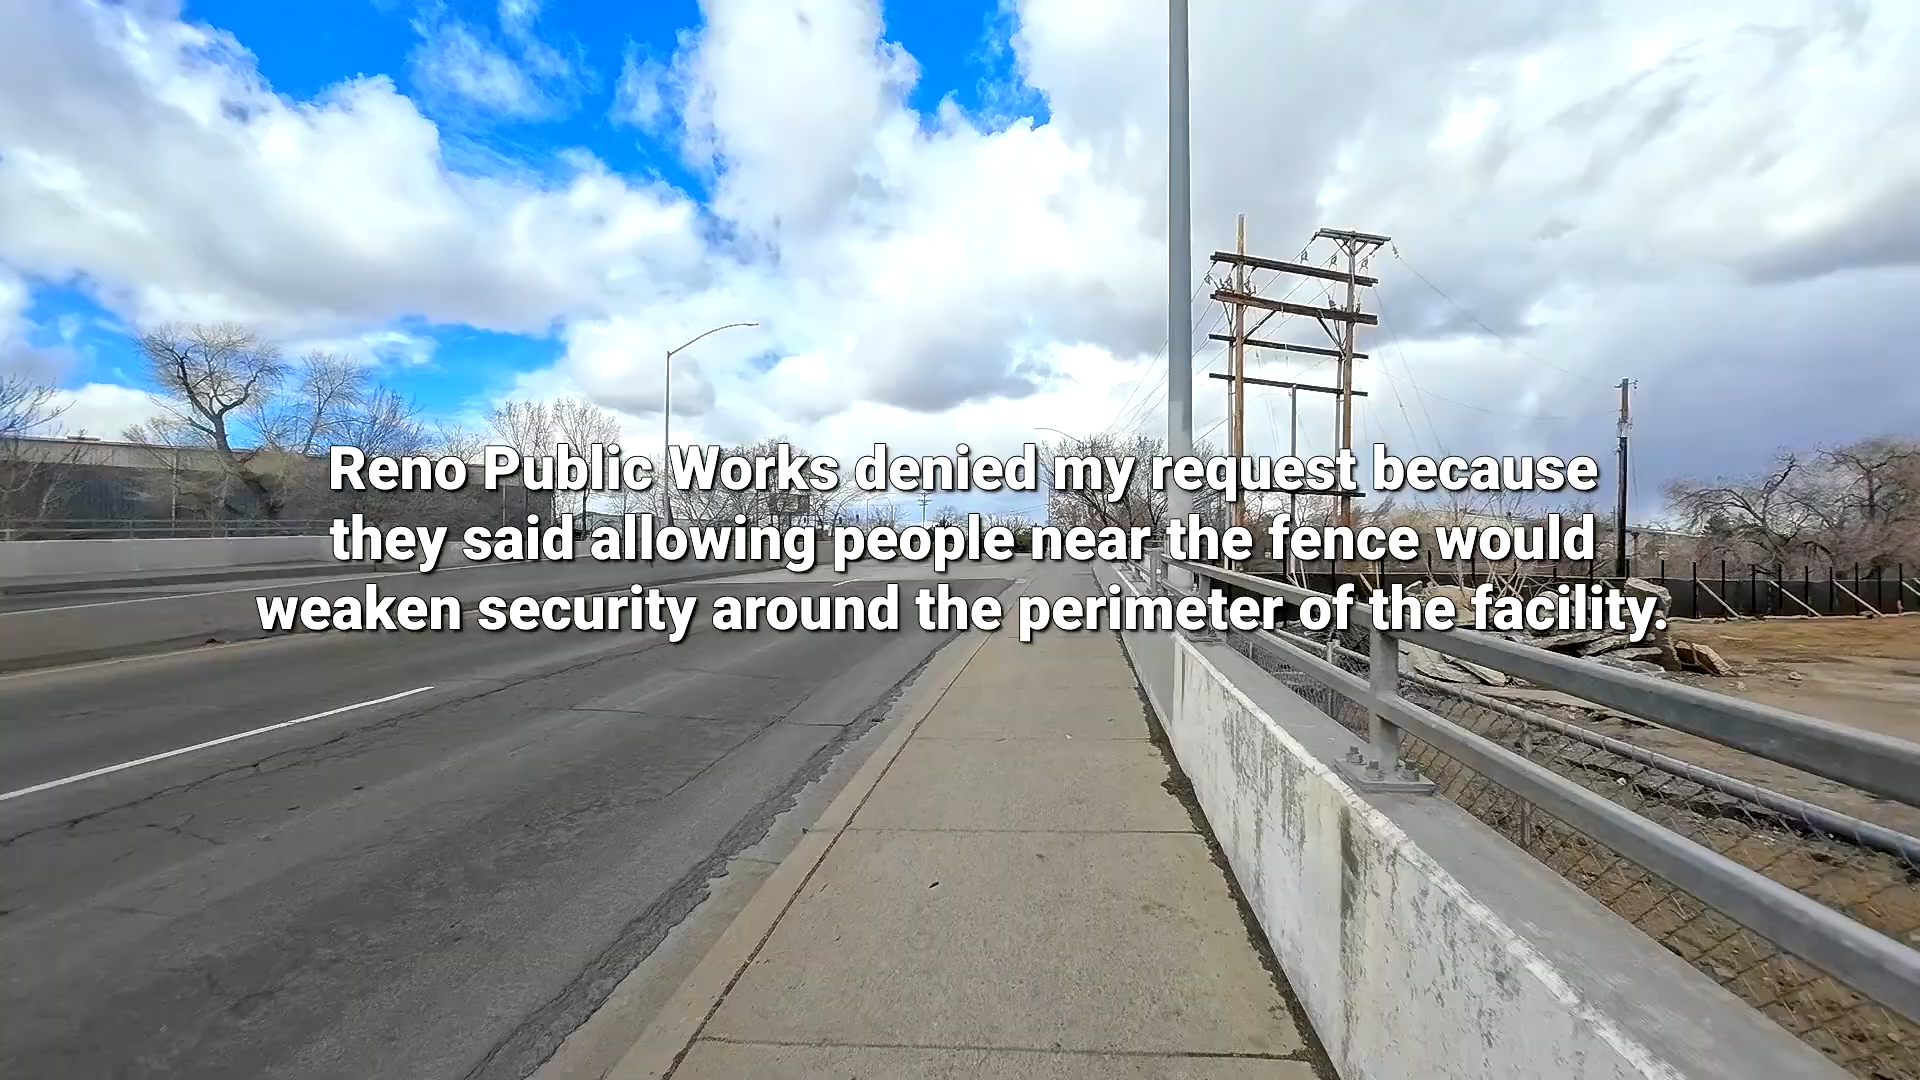 Reno Public Works denied my request because
they said allowing people near the fence would
weaken security around the perimeter of the facility.